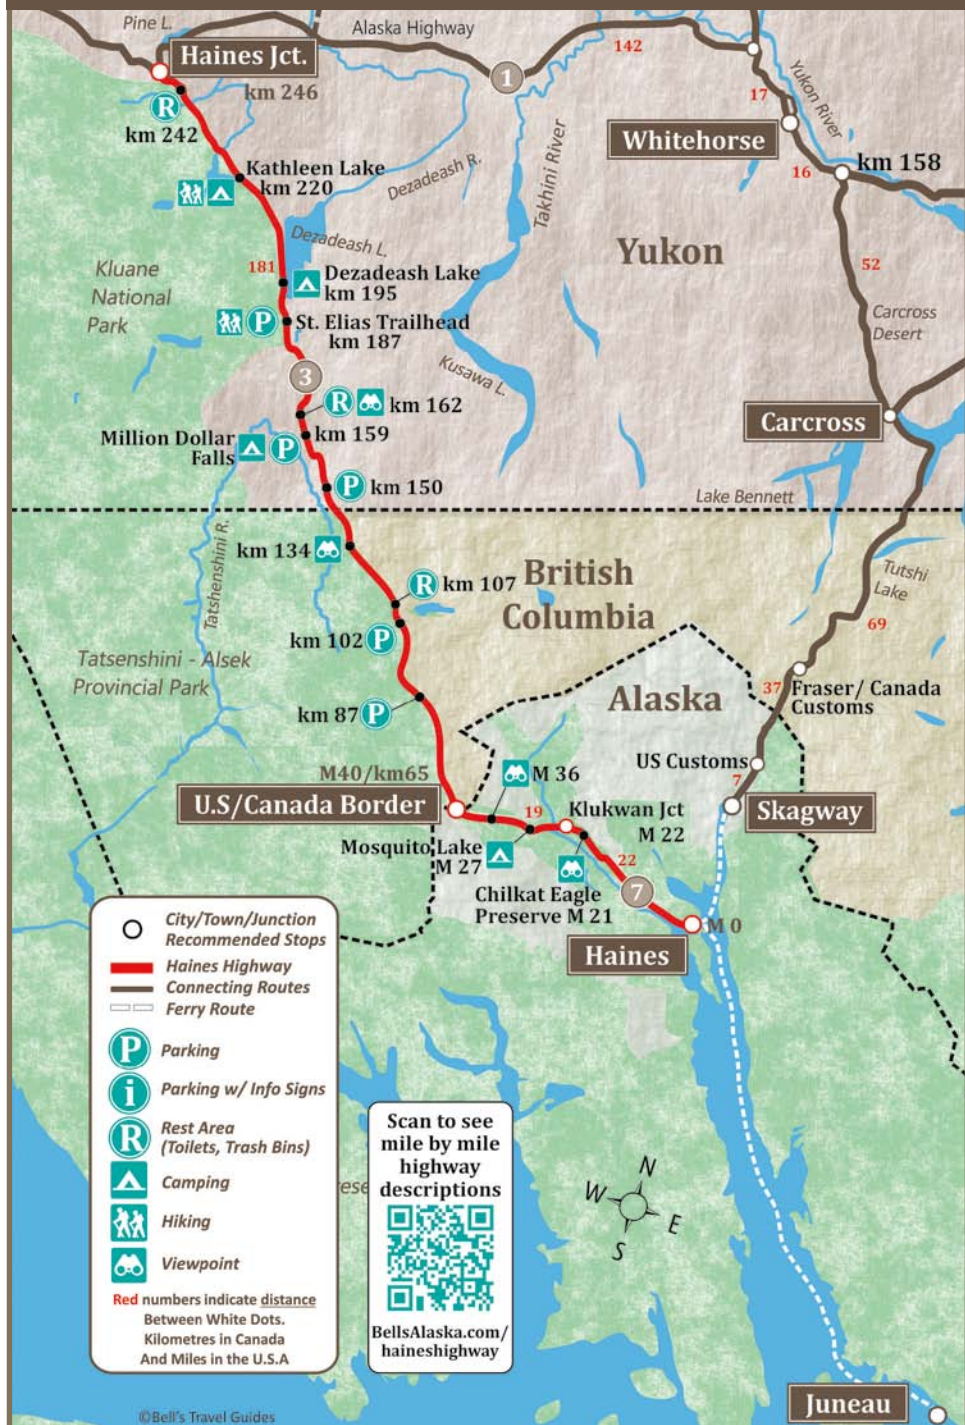 Pine L.
Alaska Highway
142
Haines Jct.
km 246
1
17
Yukon River
R
km 242
Whitehorse
16
km 158
Kathleen Lake
km 220
Dezadeash R.
Takhini River
Yukon
52
Dezadeash L.
181
Kluane
National
Park
Dezadeash Lake
km 195
Carcross
Desert
P
St. Elias Trailhead
km 187
3
Kusawa L.
R
km 162
Carcross
Million Dollar
Falls
P
km 159
P
km 150
Lake Bennett
Tatshenshini R.
km 134
British
Columbia
Tutshi
Lake
R
km 107
69
km 102
P
Tatsenshini - Alsek
Provincial Park
Alaska
37
Fraser/ Canada
Customs
km 87
P
US Customs
M40/km65
M 36
7
U.S/Canada Border
19
Klukwan Jct
M 22
Skagway
Mosquito Lake
M 27
22
Chilkat Eagle
Preserve M 21
7
M 0
Haines
City/Town/Junction
Recommended Stops
Haines Highway
Connecting Routes
Ferry Route
P
Parking
i
Parking w/ Info Signs
R
Rest Area
(Toilets, Trash Bins)
Camping
Hiking
Viewpoint
Red numbers indicate distance
Between White Dots.
Kilometres in Canada
And Miles in the U.S.A
Scan to see
mile by mile
highway
descriptions
BellsAlaska.com/
haineshighway
N
W
E
S
Juneau
©Bell's Travel Guides